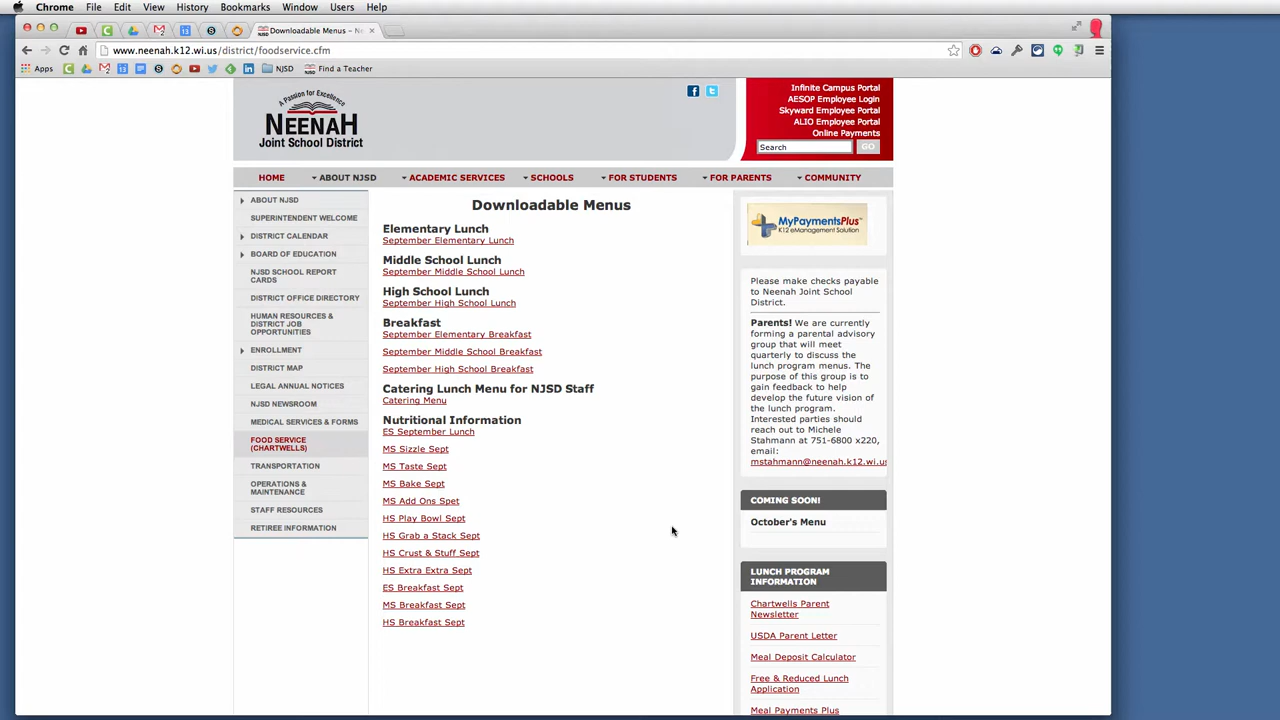 Chrome File Edit View History Bookmarks Window Users Help
Downloadable Menus – N
www.neenah.k12.wi.us/district/foodservice.cfm
Apps NJSD Find a Teacher
A Passion for Excellence
NEENAH
Joint School District
Infinite Campus Portal
AESOP Employee Login
Skyward Employee Portal
ALIO Employee Portal
Online Payments
Search GO
HOME ABOUT NJSD ACADEMIC SERVICES SCHOOLS FOR STUDENTS FOR PARENTS COMMUNITY
ABOUT NJSD
SUPERINTENDENT WELCOME
DISTRICT CALENDAR
BOARD OF EDUCATION
NJSD SCHOOL REPORT
CARDS
DISTRICT OFFICE DIRECTORY
HUMAN RESOURCES &
DISTRICT JOB
OPPORTUNITIES
ENROLLMENT
DISTRICT MAP
LEGAL ANNUAL NOTICES
NJSD NEWSROOM
MEDICAL SERVICES & FORMS
FOOD SERVICE
(CHARTWELLS)
TRANSPORTATION
OPERATIONS &
MAINTENANCE
STAFF RESOURCES
RETIREE INFORMATION
Downloadable Menus
Elementary Lunch
September Elementary Lunch
Middle School Lunch
September Middle School Lunch
High School Lunch
September High School Lunch
Breakfast
September Elementary Breakfast
September Middle School Breakfast
September High School Breakfast
Catering Lunch Menu for NJSD Staff
Catering Menu
Nutritional Information
ES September Lunch
MS Sizzle Sept
MS Taste Sept
MS Bake Sept
MS Add Ons Spet
HS Play Bowl Sept
HS Grab a Stack Sept
HS Crust & Stuff Sept
HS Extra Extra Sept
ES Breakfast Sept
MS Breakfast Sept
HS Breakfast Sept
MyPaymentsPlus
K12 eManagement Solution
Please make checks payable
to Neenah Joint School
District.
Parents! We are currently
forming a parental advisory
group that will meet
quarterly to discuss the
lunch program menus. The
purpose of this group is to
gain feedback to help
develop the future vision of
the lunch program.
Interested parties should
reach out to Michele
Stahmann at 751-6800 x220,
email:
mstahmann@neenah.k12.wi.us
COMING SOON!
October's Menu
LUNCH PROGRAM
INFORMATION
Chartwells Parent
Newsletter
USDA Parent Letter
Meal Deposit Calculator
Free & Reduced Lunch
Application
Meal Payments Plus